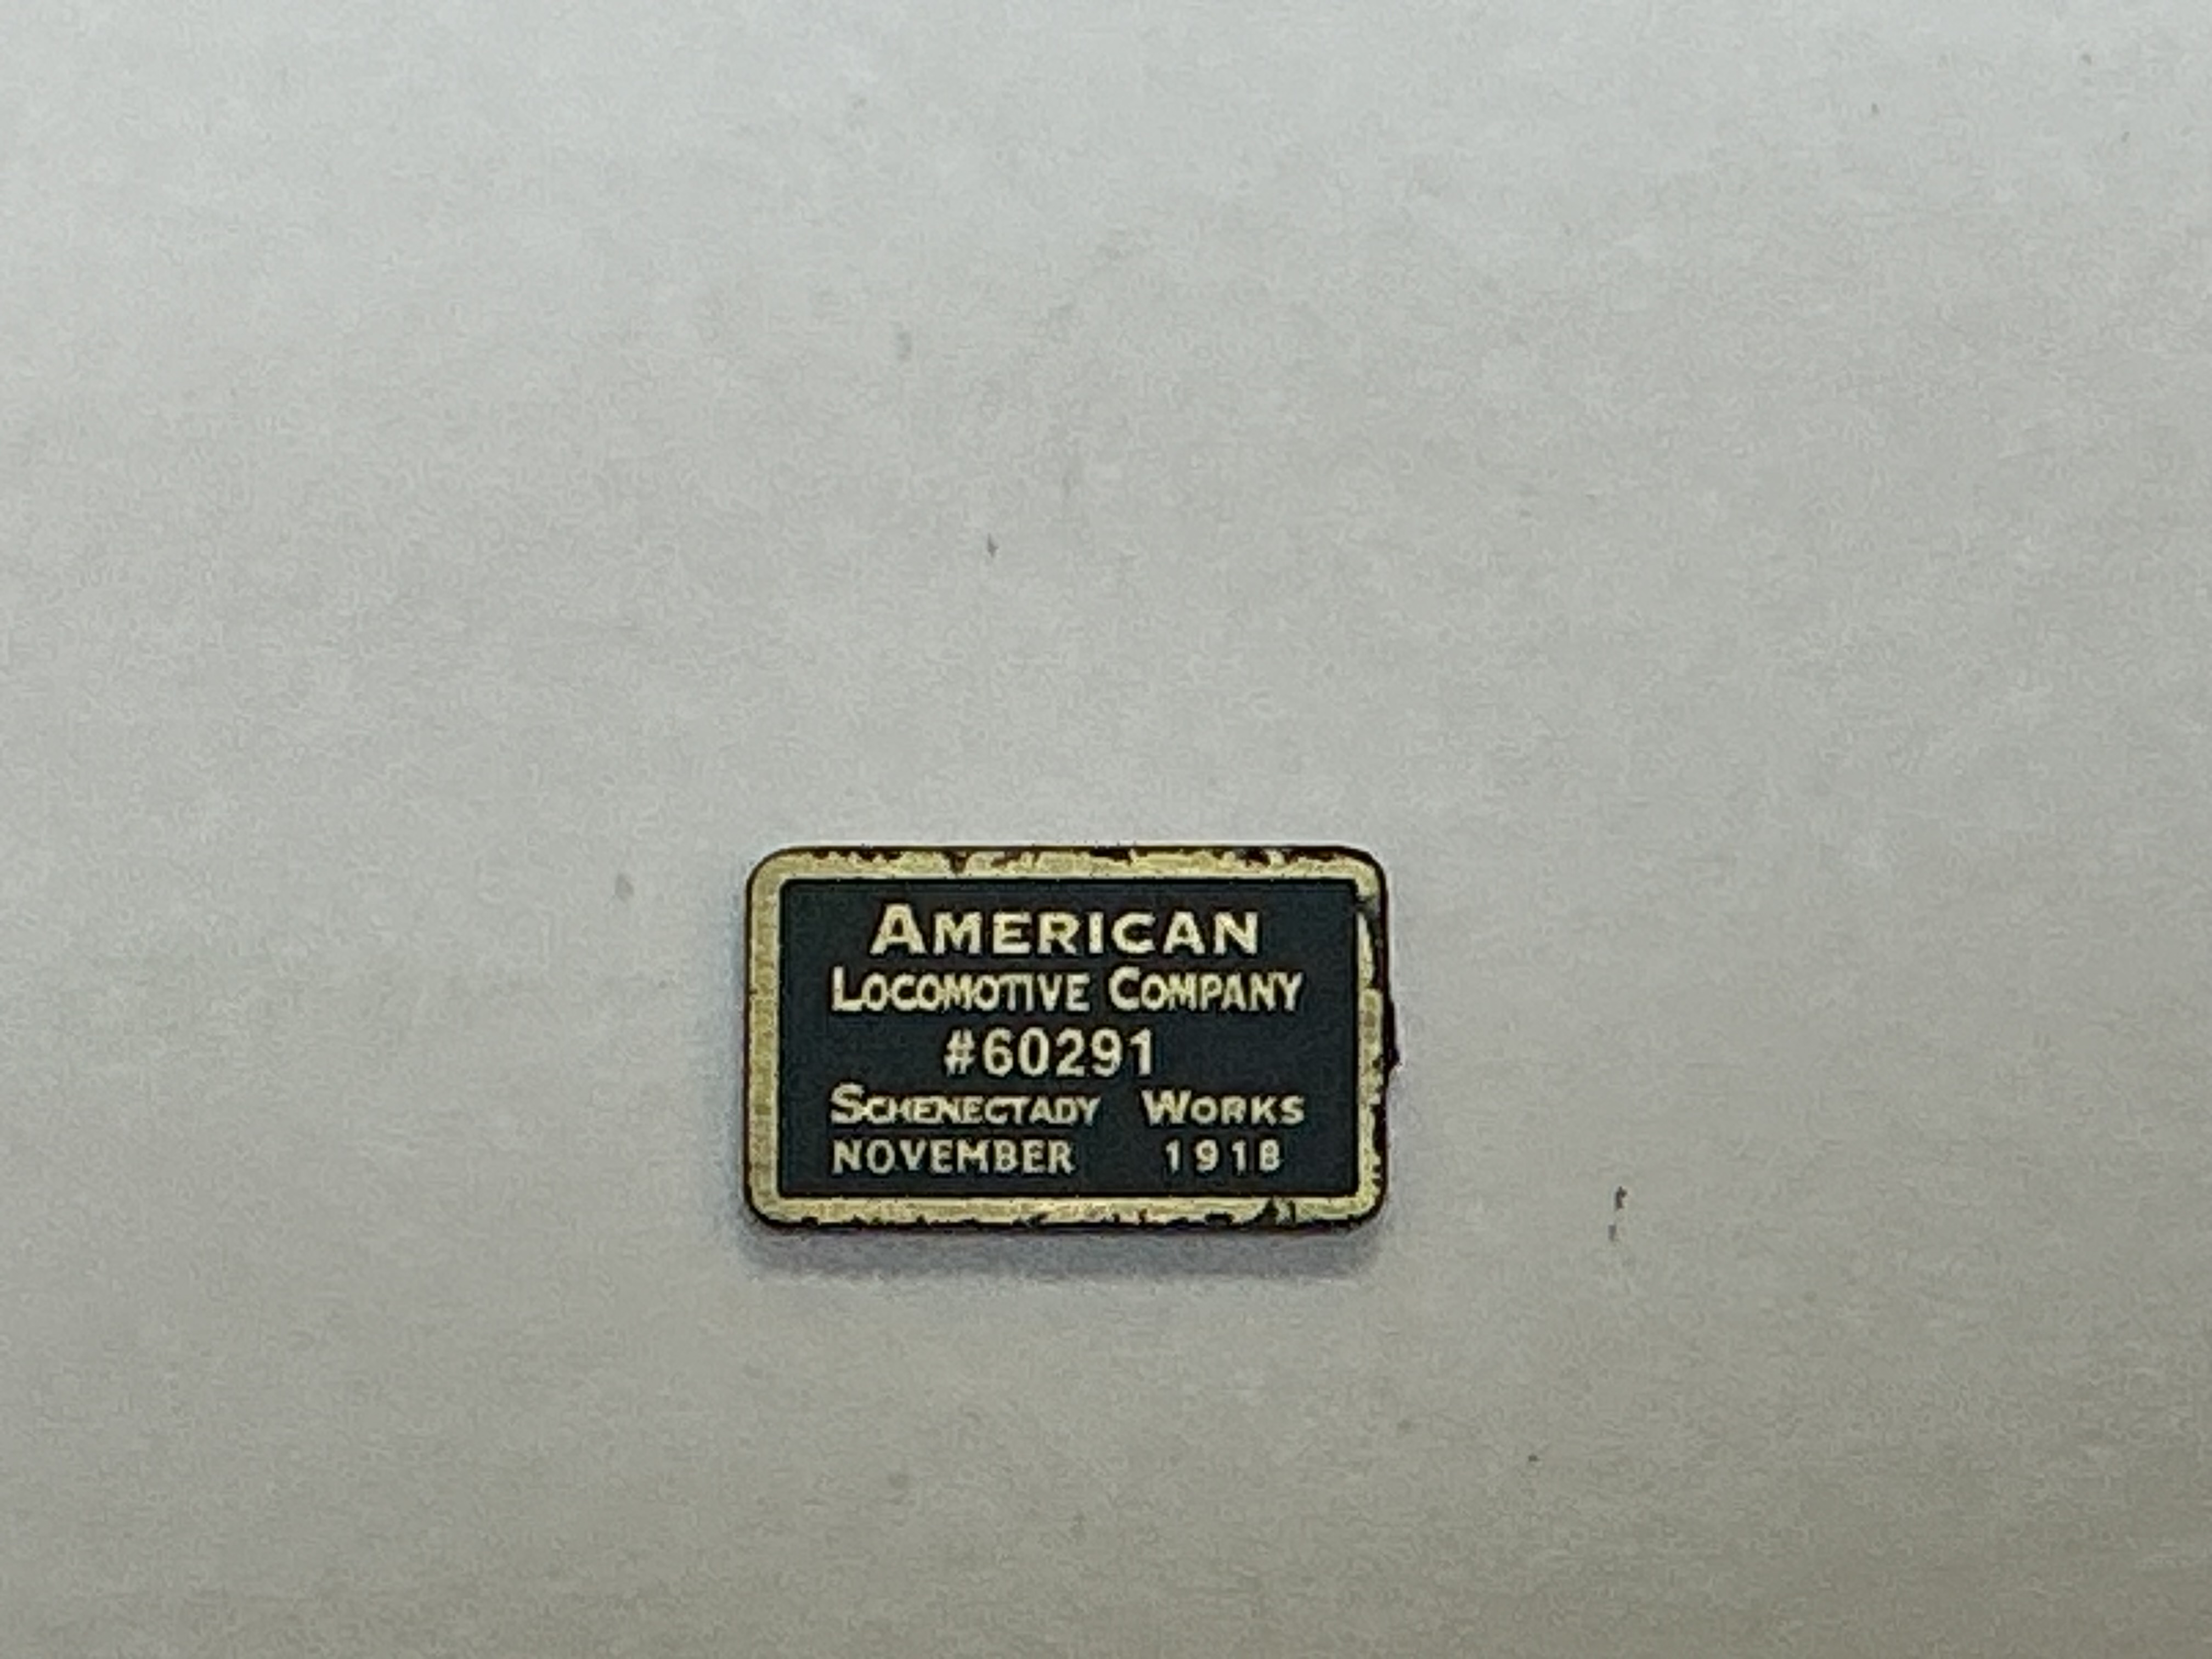 AMERICAN
LOCOMOTIVE COMPANY
#60291
SCHENECTADY WORKS
NOVEMBER 1918